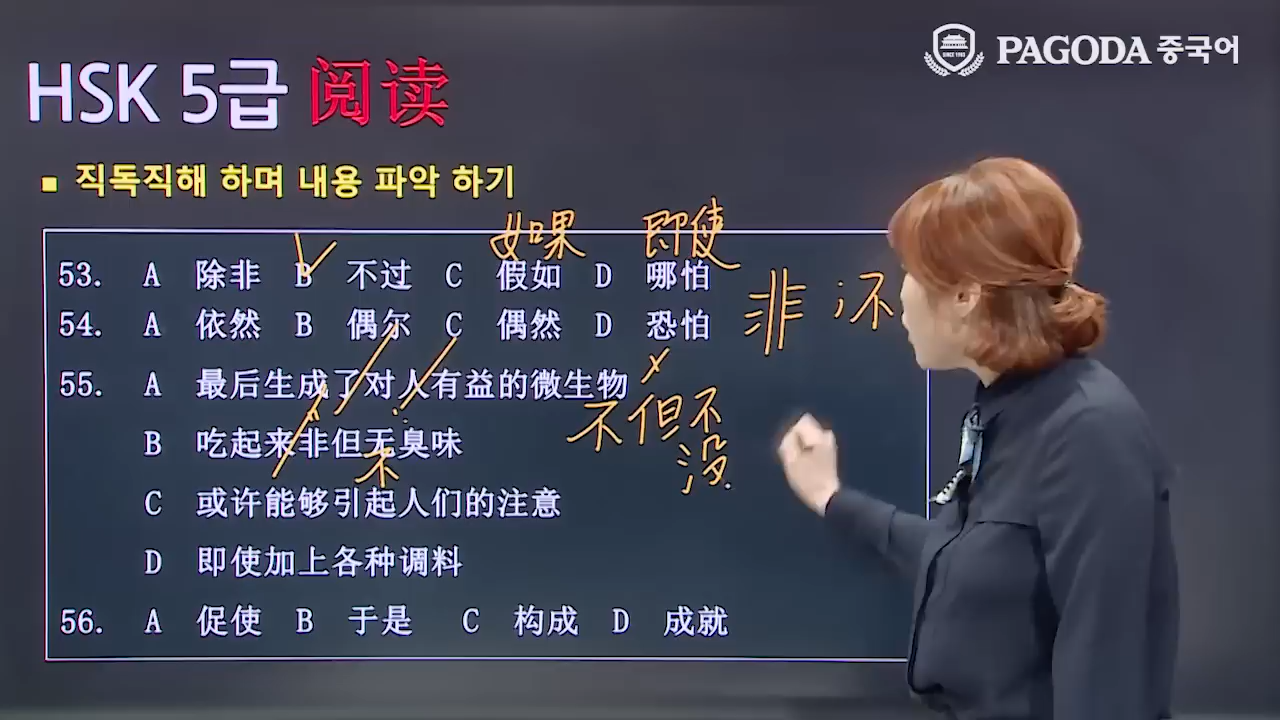 PAGODA 중국어
SINCE 1983
HSK 5급 阅读
■ 직독직해 하며 내용 파악 하기
如果 即使
53. A 除非 B 不过 C 假如 D 哪怕
非
54. A 依然 B 偶尔 C 偶然 D 恐怕
55. A 最后生成了对人有益的微生物
不但不
没
B 吃起来非但无臭味
不
C 或许能够引起人们的注意
D 即使加上各种调料
56. A 促使 B 于是 C 构成 D 成就